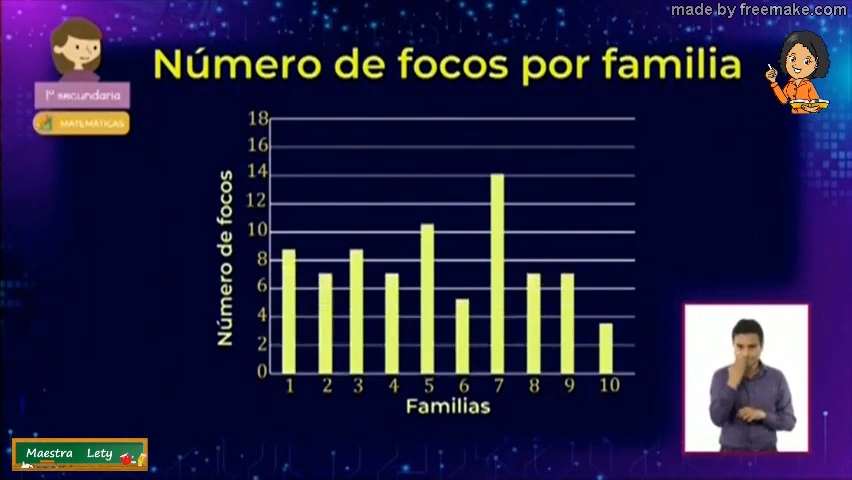 made by freemake.com
Número de focos por familia
1º secundaria
MATEMÁTICAS
Número de focos
18
16
14
12
10
8
6
4
2
0
1 2 3 4 5 6 7 8 9 10
Familias
Maestra Lety